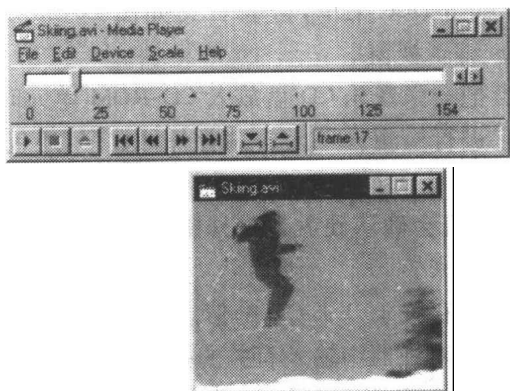 Skiing.avi - Media Player
File Edit Device Scale Help
0 25 50 75 100 125 154
frame 17
Skiing.avi